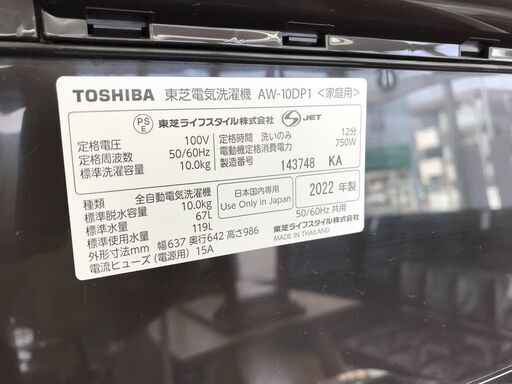 TOSHIBA 東芝電気洗濯機 AW-10DP1 <家庭用>
PS E 東芝ライフスタイル株式会社 S JET
定格電圧 100V 定格時間 洗いのみ 12分
定格周波数 50/60Hz 電動機定格消費電力 750W
標準洗濯容量 10.0kg 製造番号 143748 KA
種類 全自動電気洗濯機
標準脱水容量 10.0kg
標準水量 67L
標準水量 119L
外形寸法mm 幅637 奥行642 高さ986
電流ヒューズ(電源用) 15A
日本国内専用
Use Only in Japan
2022 年製
50/60Hz 共用
東芝ライフスタイル株式会社
MADE IN THAILAND